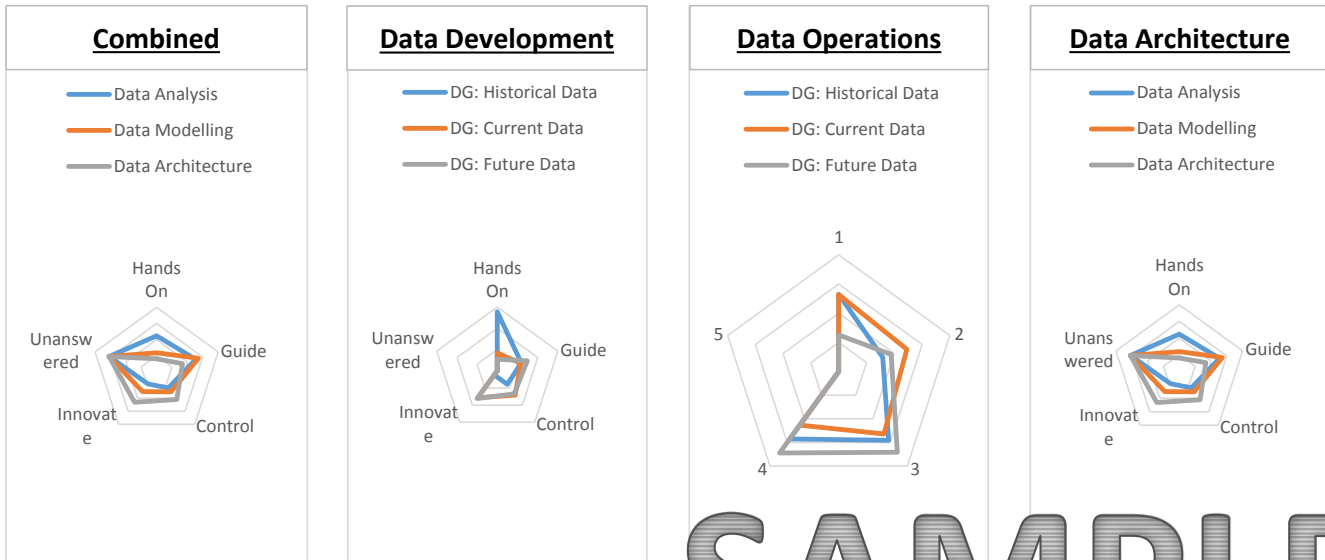 Combined
Data Analysis
Data Modelling
Data Architecture
Hands
On
Unansw
ered
Guide
Innovat
e
Control
Data Development
DG: Historical Data
DG: Current Data
DG: Future Data
Hands
On
Unansw
ered
Guide
Innovat
e
Control
Data Operations
DG: Historical Data
DG: Current Data
DG: Future Data
1
5
2
4
3
Data Architecture
Data Analysis
Data Modelling
Data Architecture
Hands
On
Unans
wered
Guide
Innovat
e
Control
SAMPLE